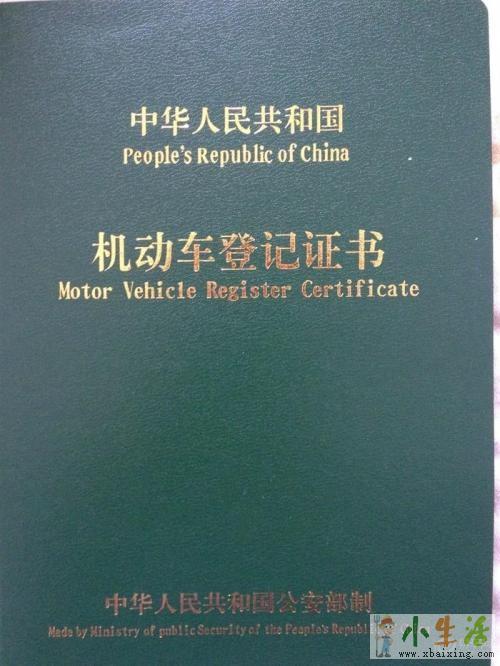 中华人民共和国
People's Republic of China
机动车登记证书
Motor Vehicle Register Certificate
中华人民共和国公安部制
Made by Ministry of public Security of the People's Republic
小生活
www.xbaixing.com